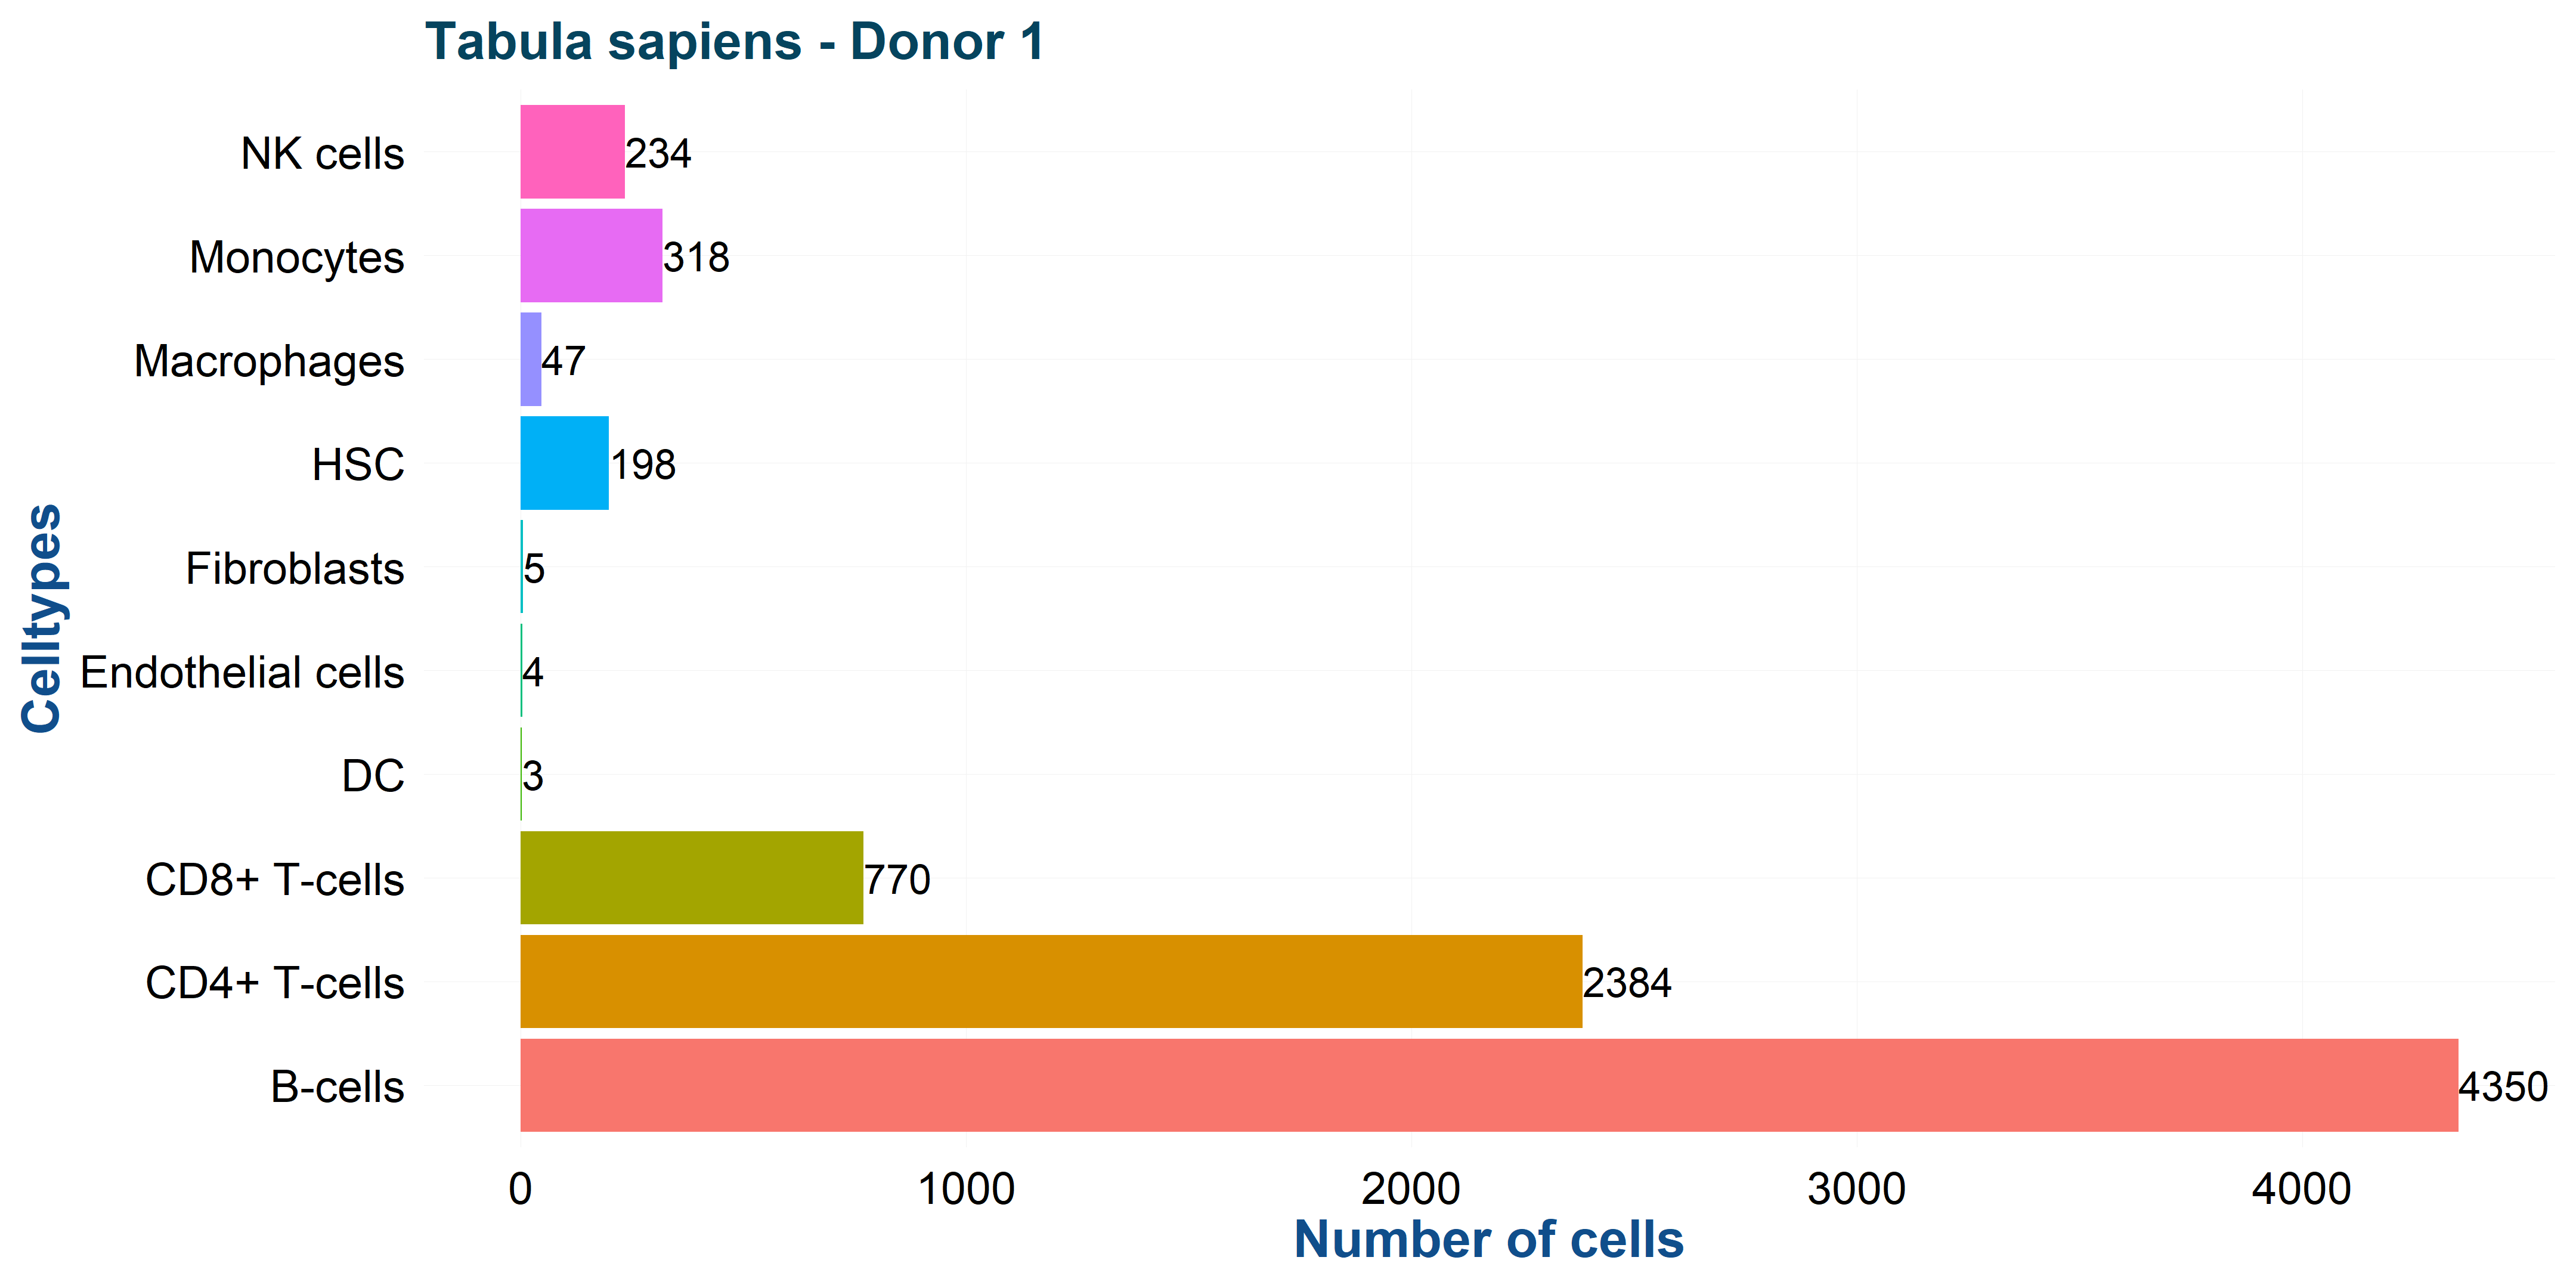 Tabula sapiens - Donor 1
Celltypes
NK cells 234
Monocytes 318
Macrophages 47
HSC 198
Fibroblasts 5
Endothelial cells 4
DC 3
CD8+ T-cells 770
CD4+ T-cells 2384
B-cells 4350
0 1000 2000 3000 4000
Number of cells